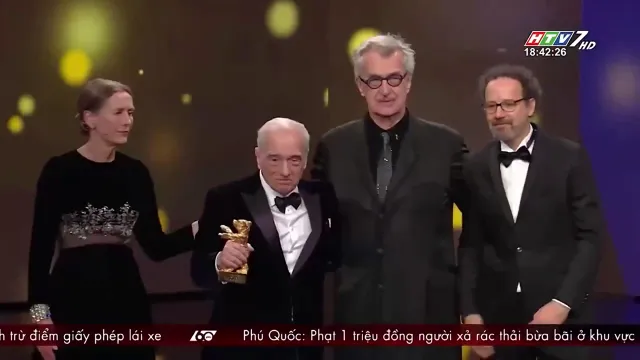 HTV7 HD
18:42:26
h trừ điểm giấy phép lái xe 60 Phú Quốc: Phạt 1 triệu đồng người xả rác thải bừa bãi ở khu v